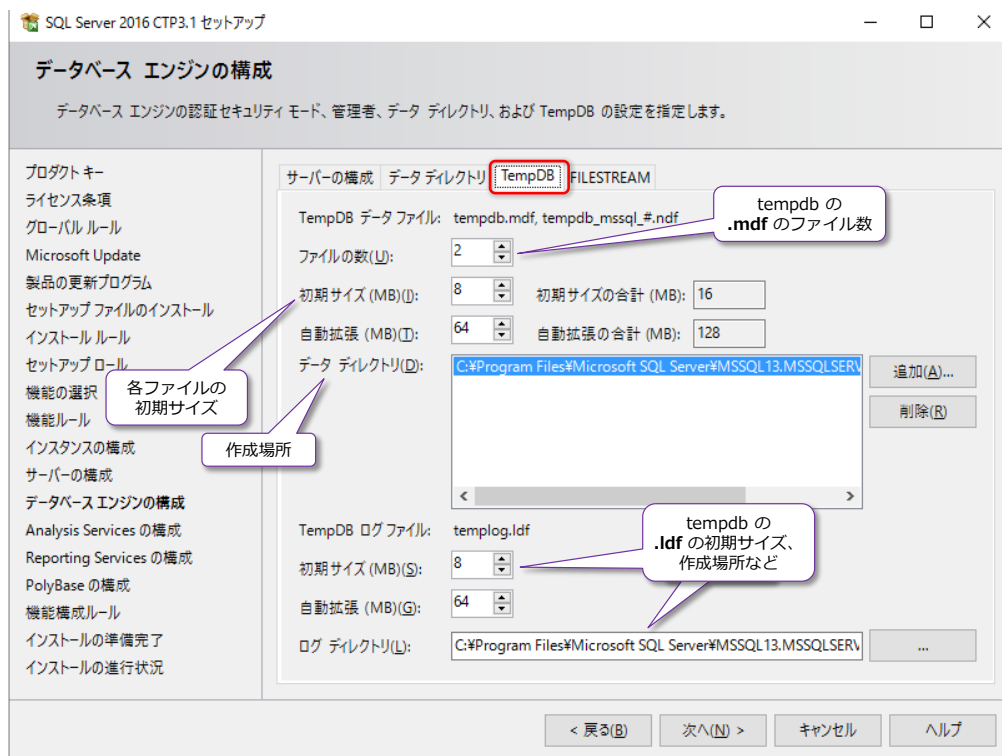 SQL Server 2016 CTP3.1 セットアップ
データベース エンジンの構成
データベース エンジンの認証セキュリティ モード、管理者、データ ディレクトリ、および TempDB の設定を指定します。
プロダクト キー
ライセンス条項
グローバル ルール
Microsoft Update
製品の更新プログラム
セットアップ ファイルのインストール
インストール ルール
セットアップ ロール
機能の選択
機能ルール
インスタンスの構成
サーバーの構成
データベース エンジンの構成
Analysis Services の構成
Reporting Services の構成
PolyBase の構成
機能構成ルール
インストールの準備完了
インストールの進行状況
サーバーの構成 データ ディレクトリ TempDB FILESTREAM
TempDB データ ファイル: tempdb.mdf, tempdb_mssql_#.ndf
ファイルの数(U): 2
初期サイズ (MB)(I): 8 初期サイズの合計 (MB): 16
自動拡張 (MB)(T): 64 自動拡張の合計 (MB): 128
データ ディレクトリ(D): C:¥Program Files¥Microsoft SQL Server¥MSSQL13.MSSQLSERV
追加(A)...
削除(R)
TempDB ログ ファイル: templog.ldf
初期サイズ (MB)(S): 8
自動拡張 (MB)(G): 64
ログ ディレクトリ(L): C:¥Program Files¥Microsoft SQL Server¥MSSQL13.MSSQLSERV ...
tempdb の
.mdf のファイル数
各ファイルの
初期サイズ
作成場所
tempdb の
.ldf の初期サイズ、
作成場所など
< 戻る(B) 次へ(N) > キャンセル ヘルプ